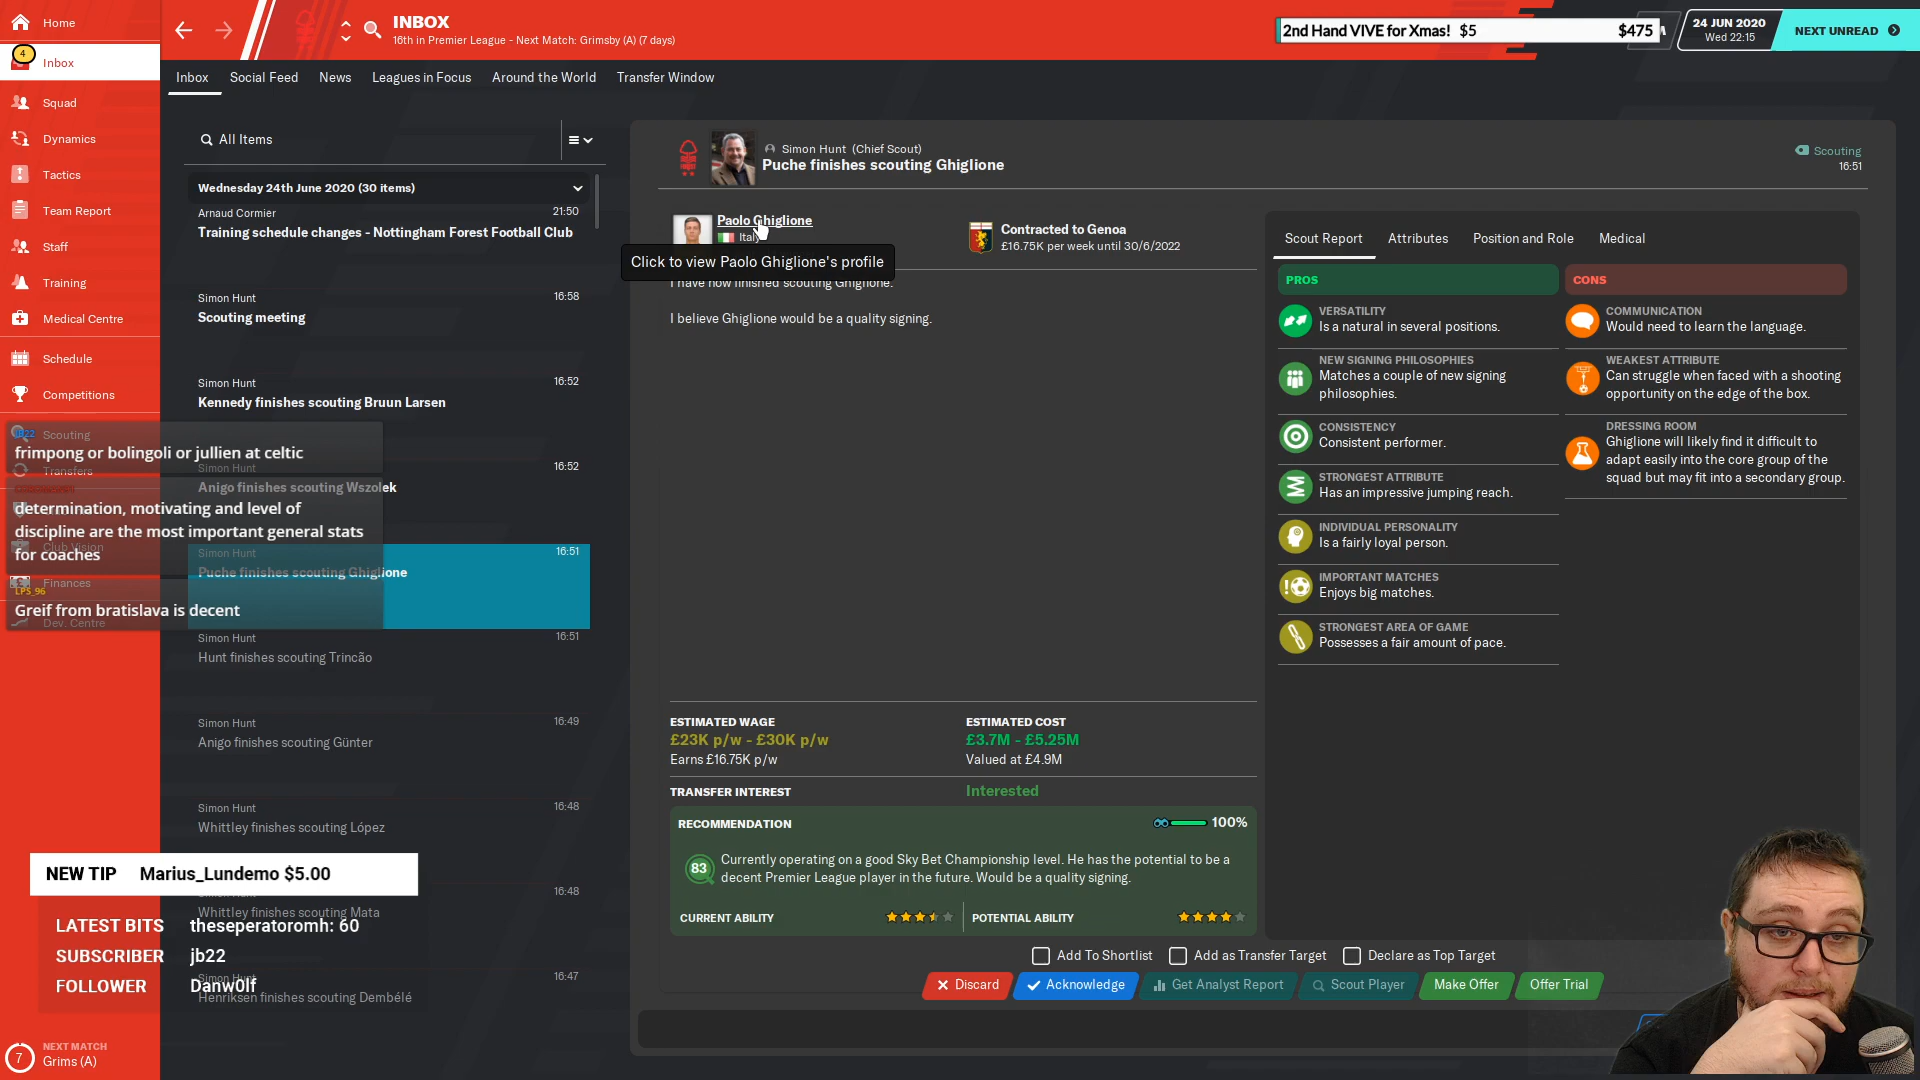 Home
4
Inbox
Squad
Dynamics
Tactics
Team Report
Staff
Training
Medical Centre
Schedule
Competitions
Scouting
Transfers
Club Vision
Finances
Dev. Centre
7
NEXT MATCH
Grims (A)
INBOX
16th in Premier League - Next Match: Grimsby (A) (7 days)
2nd Hand VIVE for Xmas! $5
$475
24 JUN 2020
Wed 22:15
NEXT UNREAD
Inbox
Social Feed
News
Leagues in Focus
Around the World
Transfer Window
All Items
Wednesday 24th June 2020 (30 items)
Arnaud Cormier
21:50
Training schedule changes - Nottingham Forest Football Club
Simon Hunt
16:58
Scouting meeting
Simon Hunt
16:52
Kennedy finishes scouting Bruun Larsen
Simon Hunt
16:52
Anigo finishes scouting Wszolek
Simon Hunt
16:51
Puche finishes scouting Ghiglione
Simon Hunt
16:51
Hunt finishes scouting Trincão
Simon Hunt
16:49
Anigo finishes scouting Günter
Simon Hunt
16:48
Whittley finishes scouting López
16:48
Whittley finishes scouting Mata
Simon Hunt
16:47
Henriksen finishes scouting Dembélé
jb22
frimpong or bolingoli or jullien at celtic
determination, motivating and level of
discipline are the most important general stats
for coaches
LPS_96
Greif from bratislava is decent
NEW TIP Marius_Lundemo $5.00
LATEST BITS theseperatoromh: 60
SUBSCRIBER jb22
FOLLOWER Danw0lf
Simon Hunt (Chief Scout)
Puche finishes scouting Ghiglione
Scouting
16:51
Paolo Ghiglione
Italy
Contracted to Genoa
£16.75K per week until 30/6/2022
Click to view Paolo Ghiglione's profile
I have now finished scouting Ghiglione.
I believe Ghiglione would be a quality signing.
ESTIMATED WAGE
£23K p/w - £30K p/w
Earns £16.75K p/w
ESTIMATED COST
£3.7M - £5.25M
Valued at £4.9M
TRANSFER INTEREST
Interested
RECOMMENDATION
100%
83
Currently operating on a good Sky Bet Championship level. He has the potential to be a
decent Premier League player in the future. Would be a quality signing.
CURRENT ABILITY
POTENTIAL ABILITY
Scout Report
Attributes
Position and Role
Medical
PROS
VERSATILITY
Is a natural in several positions.
NEW SIGNING PHILOSOPHIES
Matches a couple of new signing
philosophies.
CONSISTENCY
Consistent performer.
STRONGEST ATTRIBUTE
Has an impressive jumping reach.
INDIVIDUAL PERSONALITY
Is a fairly loyal person.
IMPORTANT MATCHES
Enjoys big matches.
STRONGEST AREA OF GAME
Possesses a fair amount of pace.
CONS
COMMUNICATION
Would need to learn the language.
WEAKEST ATTRIBUTE
Can struggle when faced with a shooting
opportunity on the edge of the box.
DRESSING ROOM
Ghiglione will likely find it difficult to
adapt easily into the core group of the
squad but may fit into a secondary group.
Add To Shortlist
Add as Transfer Target
Declare as Top Target
Discard
Acknowledge
Get Analyst Report
Scout Player
Make Offer
Offer Trial